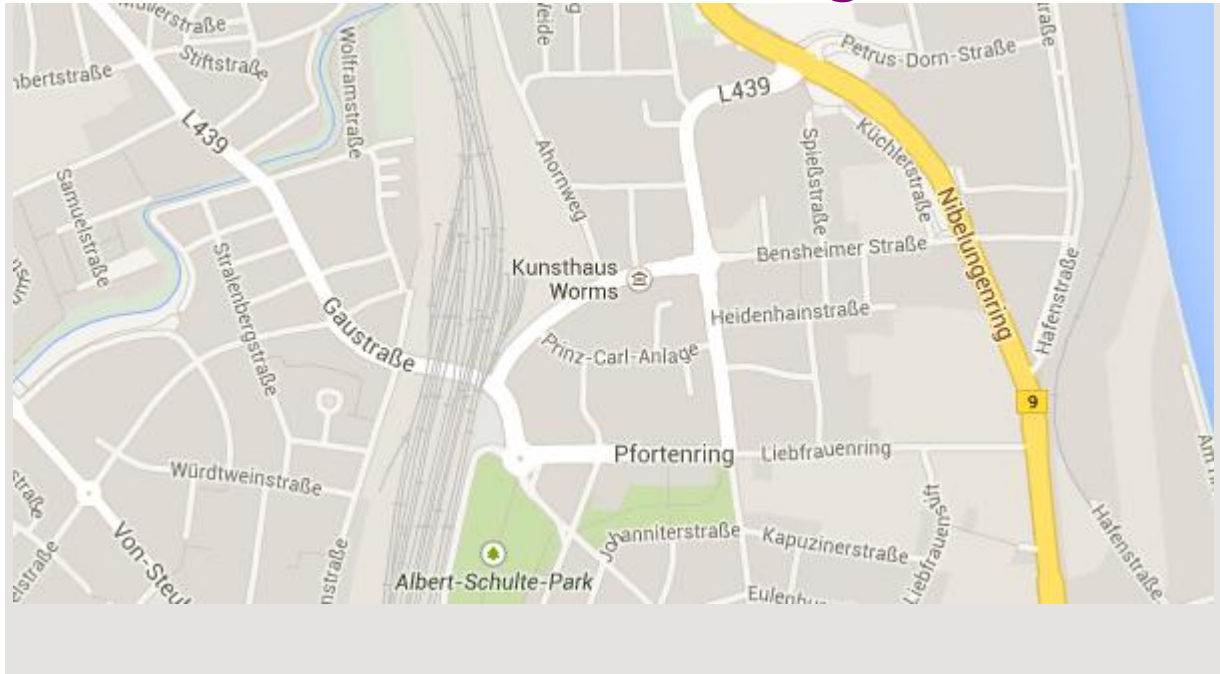 Stiftstraße
Wolframstraße
Petrus-Dorn-Straße
L439
L439
Küchlerstraße
Spießstraße
Ahornweg
Samuelstraße
Nibelungenring
Bensheimer Straße
Stralenbergstraße
Kunsthaus
Worms
Hafenstraße
Gaustraße
Heidenhainstraße
Prinz-Carl-Anlage
9
Pfortenring
Liebfrauenring
Würdtweinstraße
Johanniterstraße
Kapuzinerstraße
Hafenstraße
Liebfrauenstift
Albert-Schulte-Park